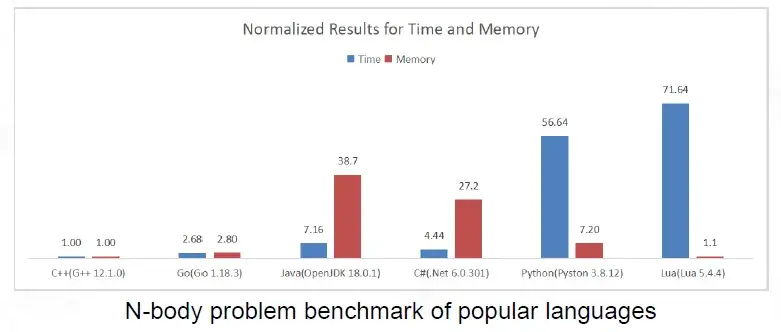 Normalized Results for Time and Memory
Time Memory
71.64
56.64
38.7
27.2
7.16
4.44
7.20
2.68 2.80
1.00 1.00
1.1
C++(G++ 12.1.0) Go(Go 1.18.3) Java(OpenJDK 18.0.1) C#(.Net 6.0.301) Python(Pyston 3.8.12) Lua(Lua 5.4.4)
N-body problem benchmark of popular languages